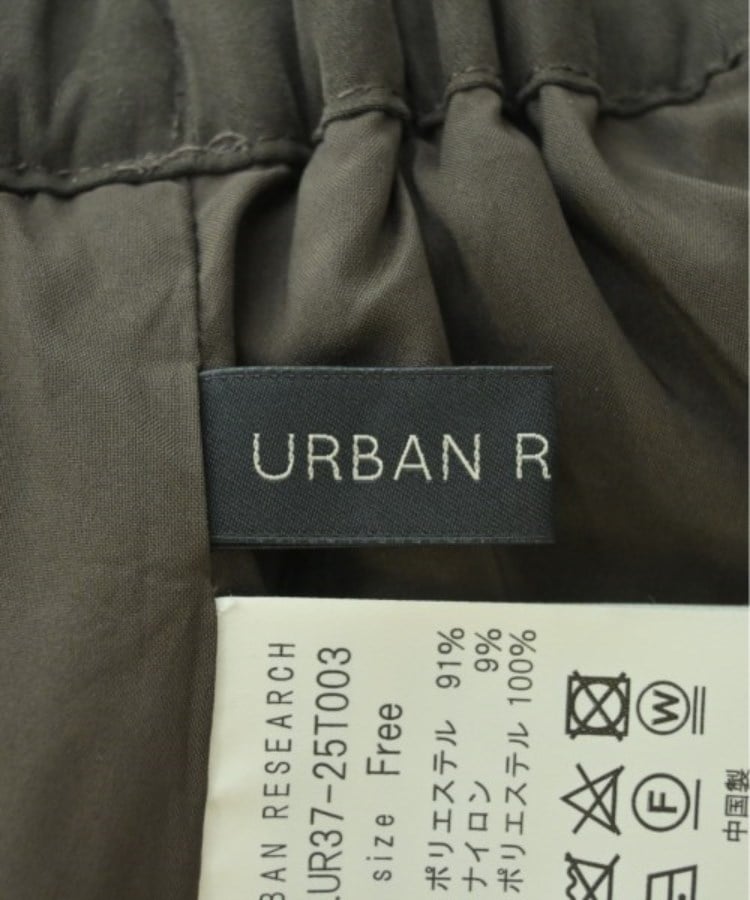 URBAN R
BAN RESEARCH
UR37-25T003
size Free
ポリエステル 91%
ナイロン 9%
ポリエステル 100%
W
F
中国製